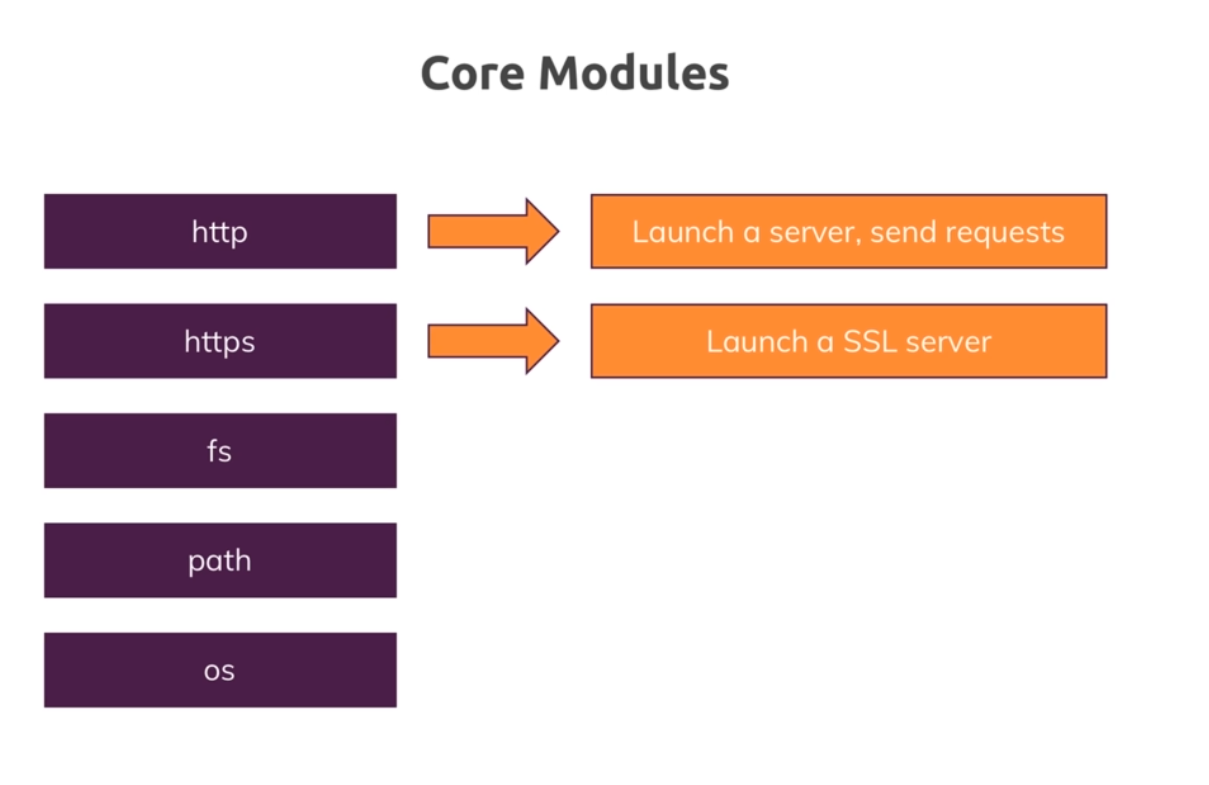 Core Modules
http
Launch a server, send requests
https
Launch a SSL server
fs
path
os